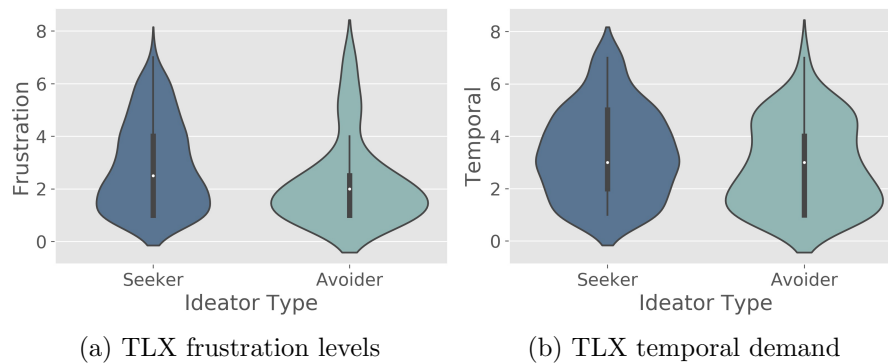 8
6
4
2
0
Frustration
Seeker Avoider
Ideator Type
(a) TLX frustration levels
8
6
4
2
0
Temporal
Seeker Avoider
Ideator Type
(b) TLX temporal demand